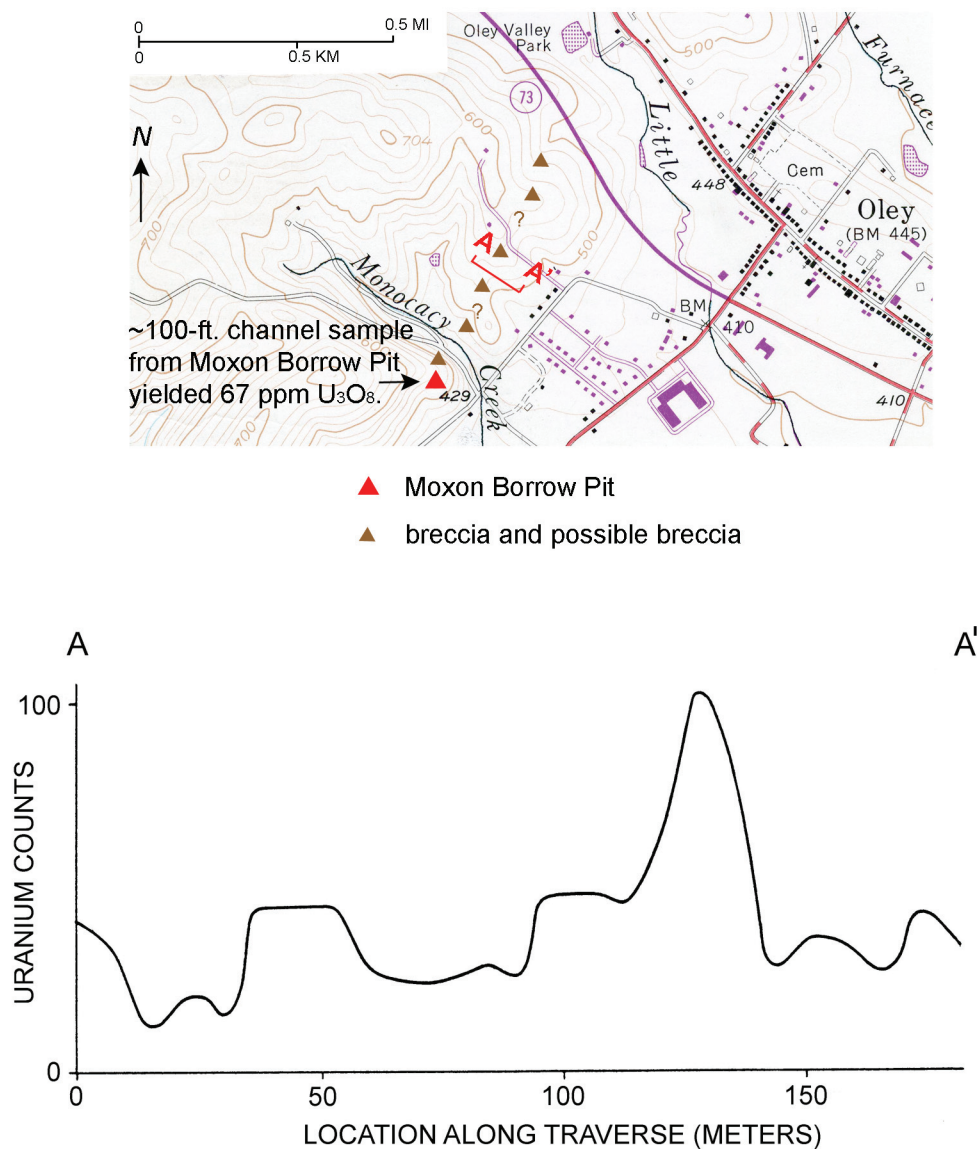 0
0.5 MI
0
0.5 KM
N
Oley Valley
Park
73
500
600
704
700
Little
Furnace
448
Cem
Oley
(BM 445)
?
A
A'
500
Monocacy
?
BM
410
~100-ft. channel sample
from Moxon Borrow Pit
yielded 67 ppm U₃O₈.
429
Creek
600
700
410
Moxon Borrow Pit
breccia and possible breccia
A
A'
100
URANIUM COUNTS
0
0
50
100
150
LOCATION ALONG TRAVERSE (METERS)